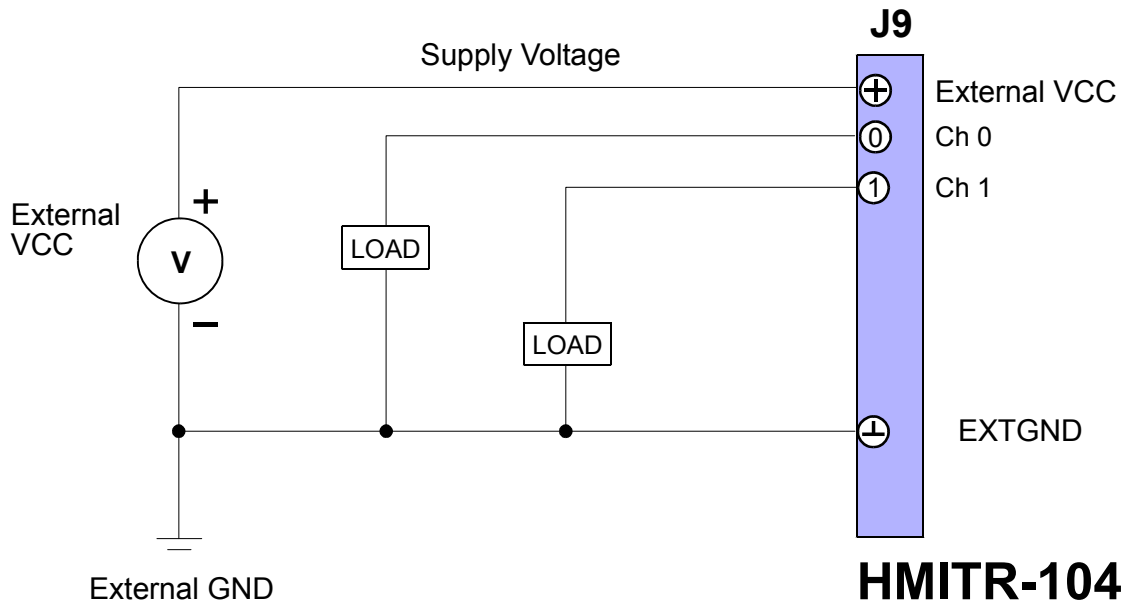 J9
Supply Voltage
+ External VCC
0 Ch 0
1 Ch 1
+
External
VCC
V
−
LOAD
LOAD
EXTGND
External GND
HMITR-104